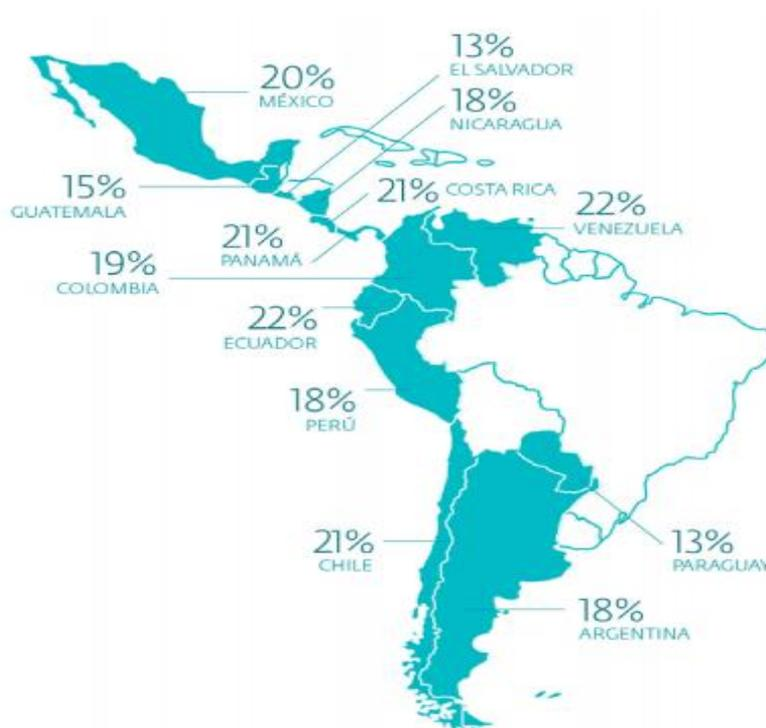 13%
EL SALVADOR
20%
MÉXICO
18%
NICARAGUA
15%
GUATEMALA
21% COSTA RICA
22%
VENEZUELA
21%
PANAMÁ
19%
COLOMBIA
22%
ECUADOR
18%
PERÚ
21%
CHILE
13%
PARAGUAY
18%
ARGENTINA